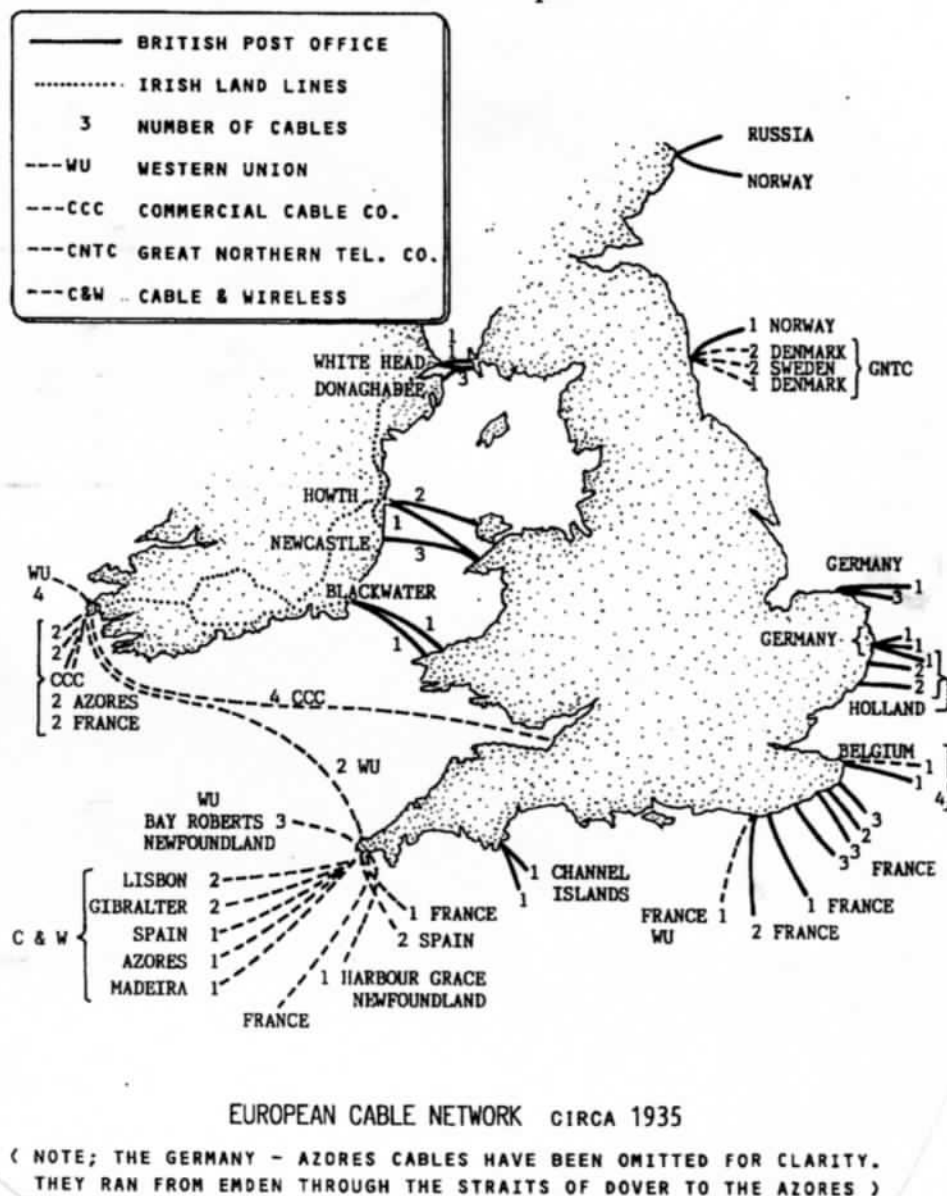 BRITISH POST OFFICE
IRISH LAND LINES
3 NUMBER OF CABLES
---WU WESTERN UNION
---CCC COMMERCIAL CABLE CO.
---CNTC GREAT NORTHERN TEL. CO.
---C&W CABLE & WIRELESS
RUSSIA
NORWAY
1 NORWAY
2 DENMARK
2 SWEDEN
1 DENMARK
GNTC
1
WHITE HEAD
3
DONAGHABEE
HOWTH
2
1
NEWCASTLE
3
BLACKWATER
1
1
WU
4
2
2
CCC
2 AZORES
2 FRANCE
4 CCC
2 WU
GERMANY
1
3
GERMANY
1
1
1
2
2
HOLLAND
BELGIUM
1
1
4
3
2
3
3
FRANCE
1 FRANCE
2 FRANCE
FRANCE 1
WU
1 CHANNEL
ISLANDS
1
WU
BAY ROBERTS 3
NEWFOUNDLAND
C & W
LISBON 2
GIBRALTER 2
SPAIN 1
AZORES 1
MADEIRA 1
1 FRANCE
2 SPAIN
1 HARBOUR GRACE
NEWFOUNDLAND
FRANCE
EUROPEAN CABLE NETWORK CIRCA 1935
( NOTE; THE GERMANY - AZORES CABLES HAVE BEEN OMITTED FOR CLARITY.
THEY RAN FROM EMDEN THROUGH THE STRAITS OF DOVER TO THE AZORES )